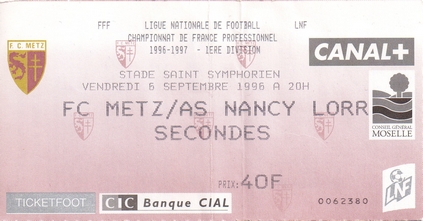 FFF LIGUE NATIONALE DE FOOTBALL LNF
CHAMPIONNAT DE FRANCE PROFESSIONNEL
1996-1997 - 1ERE DIVISION
F C METZ
CANAL+
STADE SAINT SYMPHORIEN
VENDREDI 6 SEPTEMBRE 1996 A 20H
FC METZ/AS NANCY LORR
SECONDES
CONSEIL GÉNÉRAL
MOSELLE
PRIX: 40F
TICKETFOOT CIC Banque CIAL
0062380
LNF